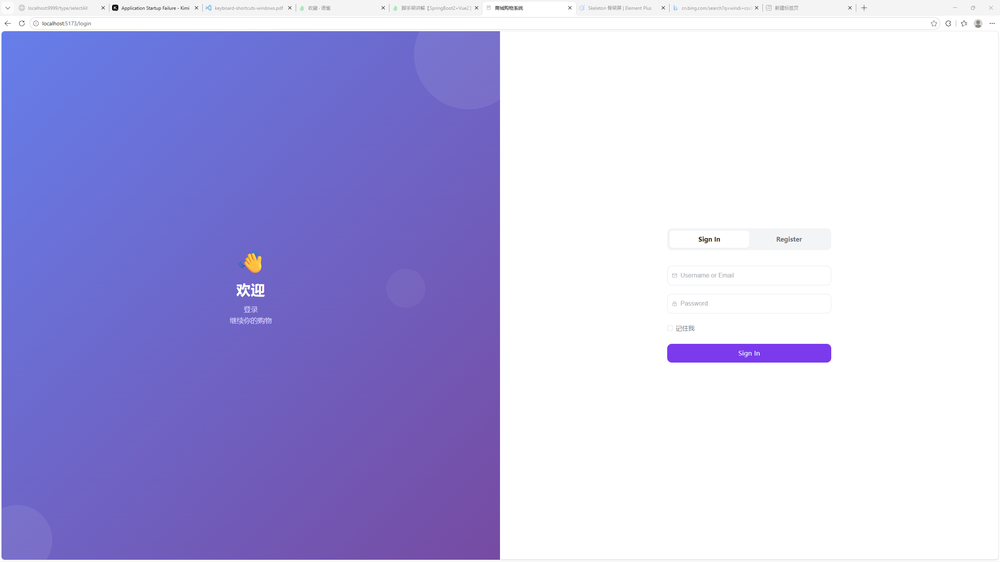 localhost:9999/type/selectAll
Application Startup Failure - Kimi
keyboard-shortcuts-windows.pdf
收藏 · 语雀
脚手架讲解【SpringBoot2+Vue2】
商城购物系统
Skeleton 骨架屏 | Element Plus
cn.bing.com/search?q=windi+css&
新建标签页
localhost:5173/login
欢迎
登录
继续你的购物
Sign In
Register
Username or Email
Password
记住我
Sign In